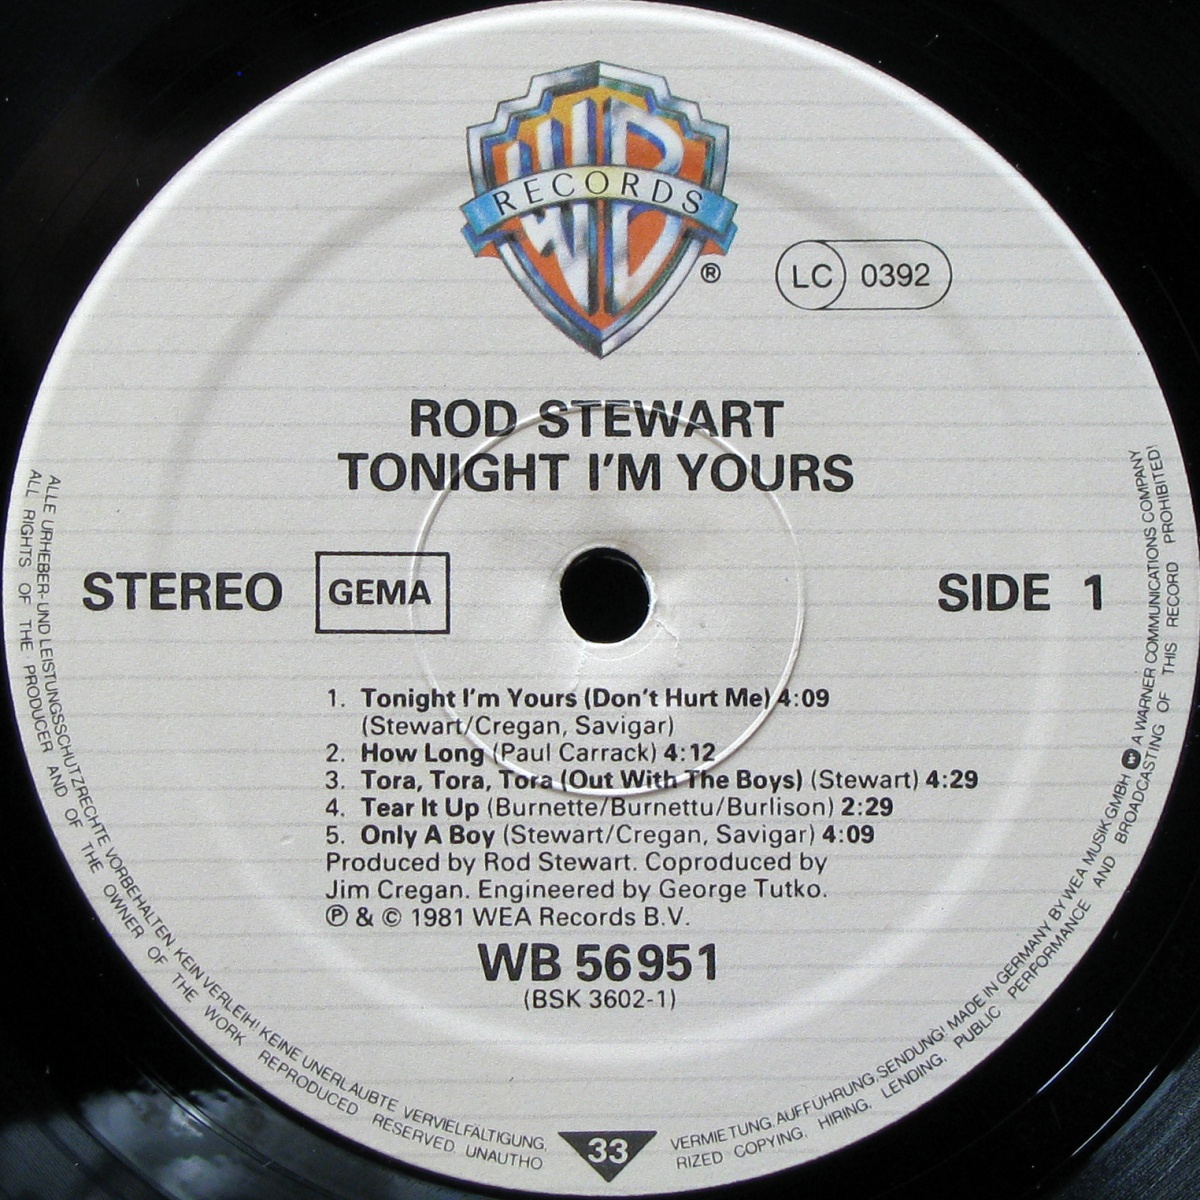 WB
RECORDS
®
LC 0392
ROD STEWART
TONIGHT I'M YOURS
STEREO GEMA SIDE 1
1. Tonight I'm Yours (Don't Hurt Me) 4:09
(Stewart/Cregan, Savigar)
2. How Long (Paul Carrack) 4:12
3. Tora, Tora, Tora (Out With The Boys) (Stewart) 4:29
4. Tear It Up (Burnette/Burnettu/Burlison) 2:29
5. Only A Boy (Stewart/Cregan, Savigar) 4:09
Produced by Rod Stewart. Coproduced by
Jim Cregan. Engineered by George Tutko.
℗ & © 1981 WEA Records B.V.
WB 56951
(BSK 3602-1)
ALLE URHEBER- UND LEISTUNGSSCHUTZRECHTE VORBEHALTEN KEIN VERLEIH! KEINE UNERLAUBTE VERVIELFÄLTIGUNG, VERMIETUNG, AUFFÜHRUNG, SENDUNG! MADE IN GERMANY BY WEA MUSIK GMBH W A WARNER COMMUNICATIONS COMPANY
ALL RIGHTS OF THE PRODUCER AND OF THE OWNER OF THE WORK REPRODUCED RESERVED UNAUTHO RIZED COPYING, HIRING, LENDING, PUBLIC PERFORMANCE AND BROADCASTING OF THIS RECORD PROHIBITED!
33